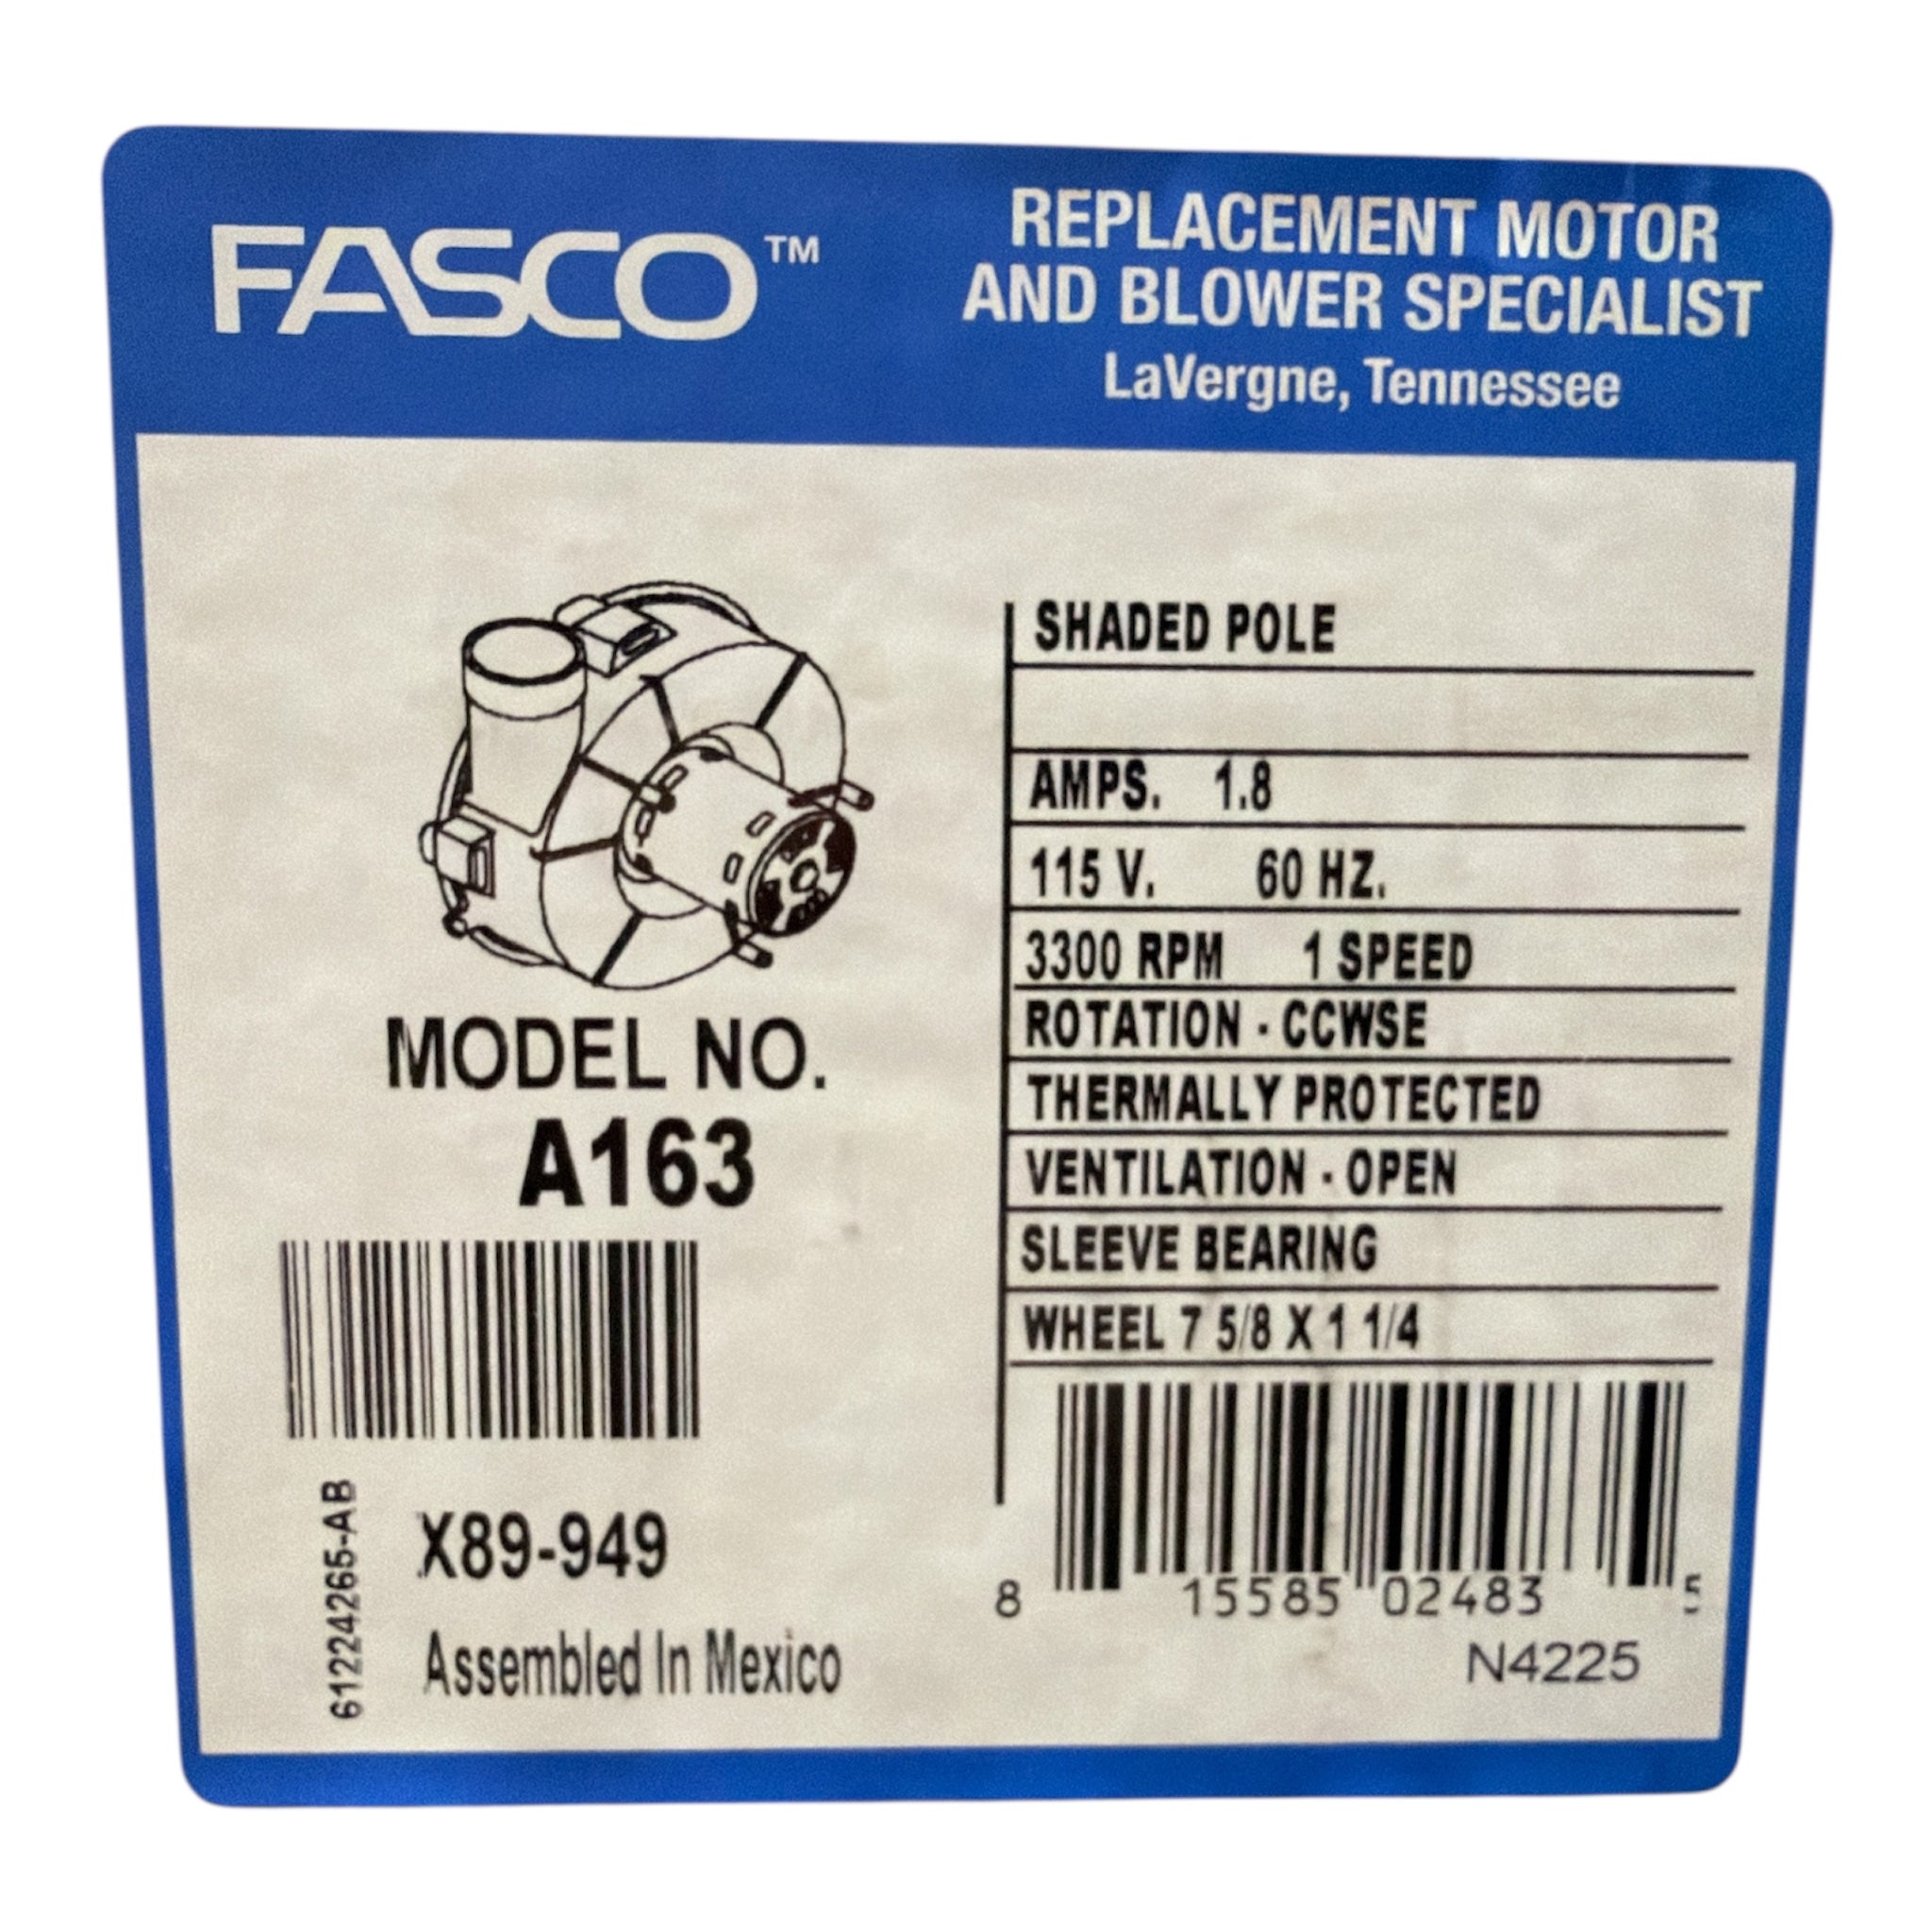 FASCO™
REPLACEMENT MOTOR
AND BLOWER SPECIALIST
LaVergne, Tennessee
MODEL NO.
A163
X89-949
Assembled In Mexico
61224265-AB
SHADED POLE
AMPS. 1.8
115 V. 60 HZ.
3300 RPM 1 SPEED
ROTATION - CCWSE
THERMALLY PROTECTED
VENTILATION - OPEN
SLEEVE BEARING
WHEEL 7 5/8 X 1 1/4
8 15585 02483 5
N4225